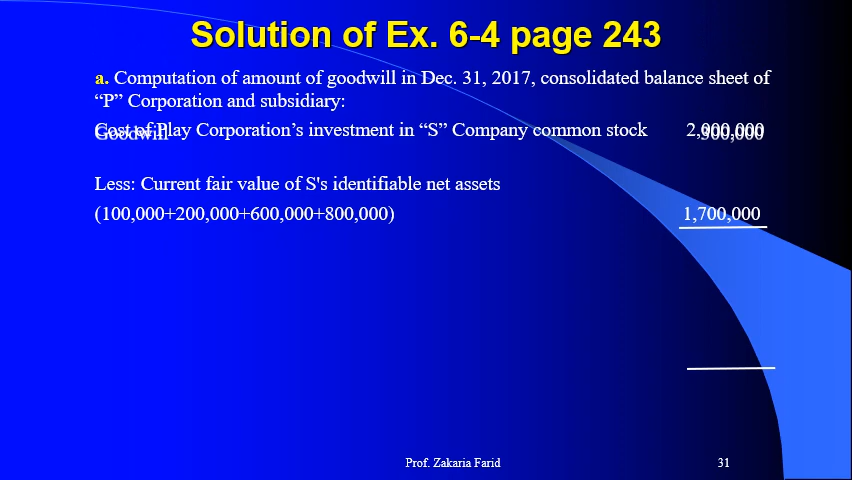 Solution of Ex. 6-4 page 243
a. Computation of amount of goodwill in Dec. 31, 2017, consolidated balance sheet of
“P” Corporation and subsidiary:
Cost of Play Corporation’s investment in “S” Company common stock 2,000,000
Goodwill 300,000
Less: Current fair value of S's identifiable net assets
(100,000+200,000+600,000+800,000) 1,700,000
Prof. Zakaria Farid 31